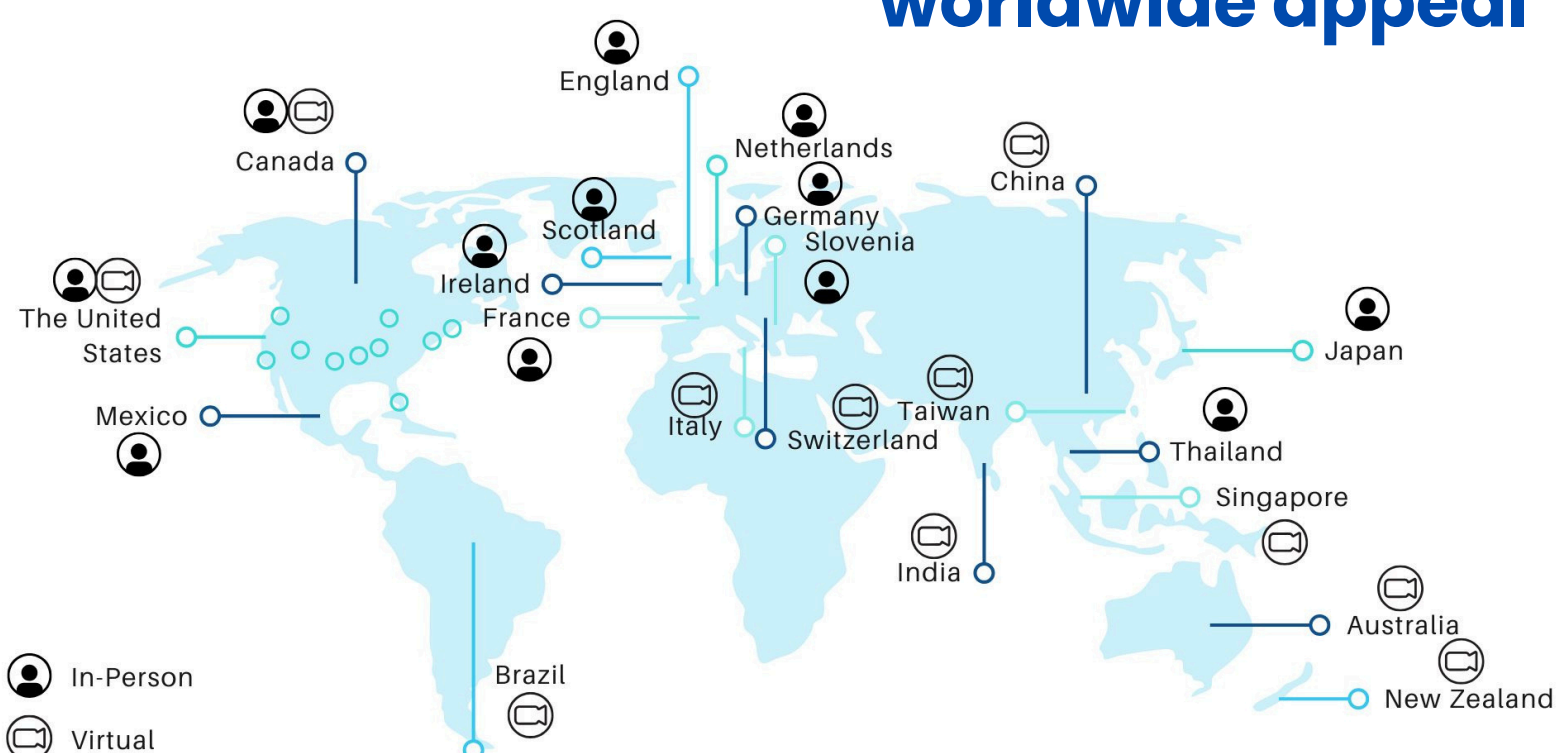 worldwide appeal
England
Netherlands
Canada
China
Germany
Scotland
Slovenia
Ireland
The United
States
France
Japan
Mexico
Italy
Switzerland
Taiwan
Thailand
Singapore
India
Australia
Brazil
New Zealand
In-Person
Virtual